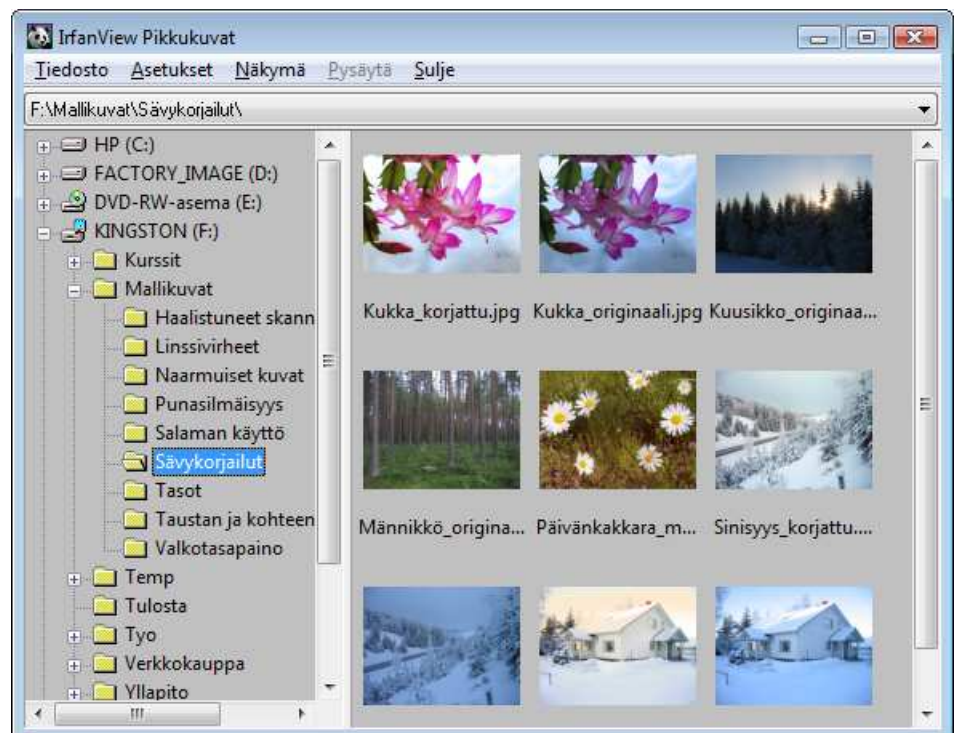 IrfanView Pikkukuvat
Tiedosto Asetukset Näkymä Pysäytä Sulje
F:\Mallikuvat\Sävykorjailut\
HP (C:)
FACTORY_IMAGE (D:)
DVD-RW-asema (E:)
KINGSTON (F:)
Kurssit
Mallikuvat
Haalistuneet skann
Linssivirheet
Naarmuiset kuvat
Punasilmäisyys
Salaman käyttö
Sävykorjailut
Tasot
Taustan ja kohteen
Valkotasapaino
Temp
Tulosta
Tyo
Verkkokauppa
Yllapito
Kukka_korjattu.jpg Kukka_originaali.jpg Kuusikko_originaa...
Männikkö_origina... Päivänkakkara_m... Sinisyys_korjattu....